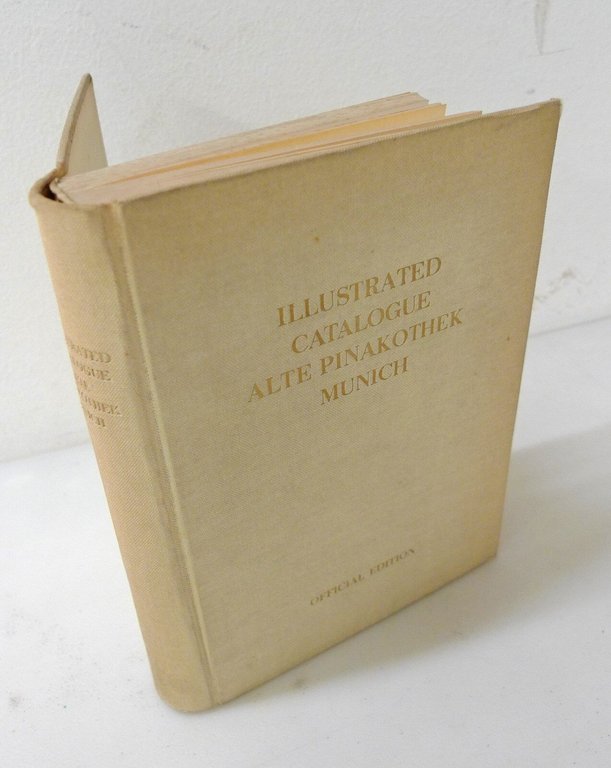 ILLUSTRATED
CATALOGUE
ALTE PINAKOTHEK
MUNICH
OFFICIAL EDITION